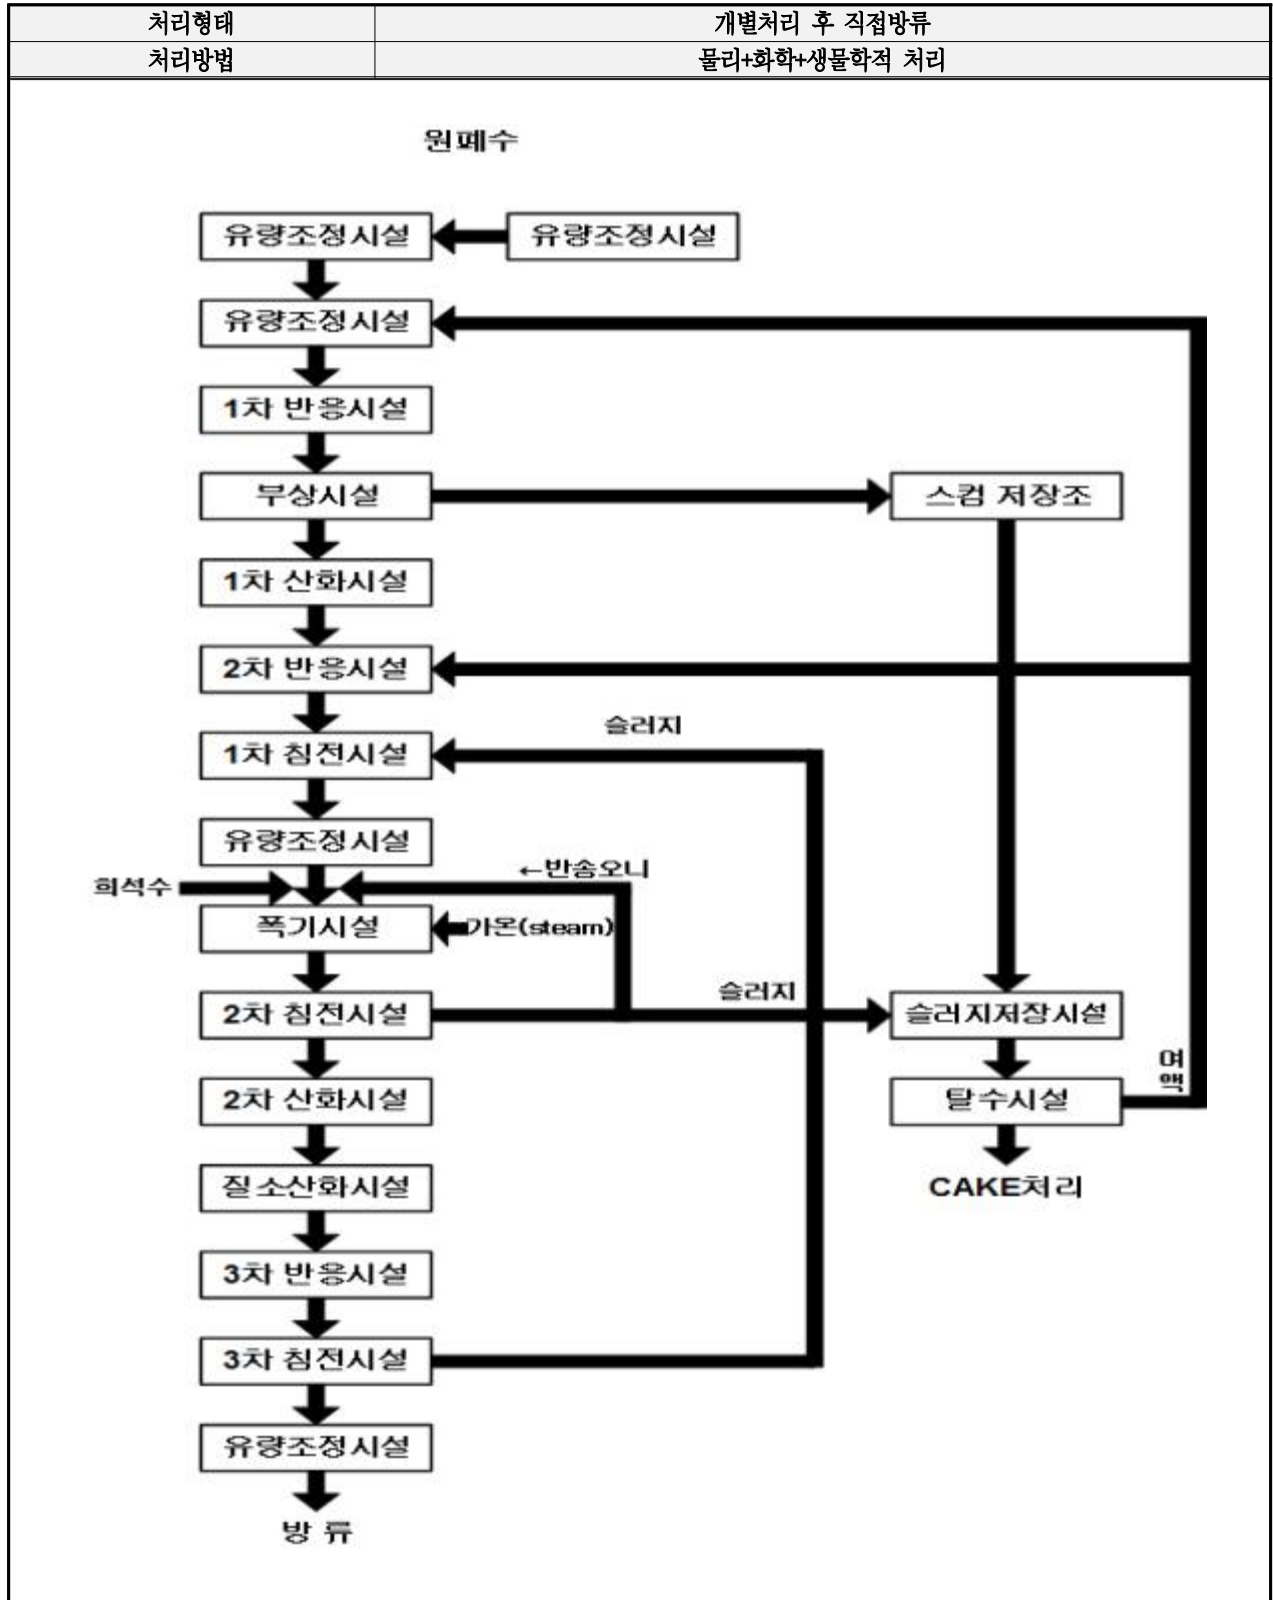 처리형태 개별처리 후 직접방류
처리방법 물리+화학+생물학적 처리
원폐수
유량조정시설 유량조정시설
유량조정시설
1차 반응시설
부상시설 스컴 저장조
1차 산화시설
2차 반응시설
슬러지
1차 침전시설
유량조정시설
←반송오니
희석수
폭기시설 가온(steam)
슬러지
2차 침전시설 슬러지저장시설
여액
2차 산화시설 탈수시설
질소산화시설 CAKE처리
3차 반응시설
3차 침전시설
유량조정시설
방 류